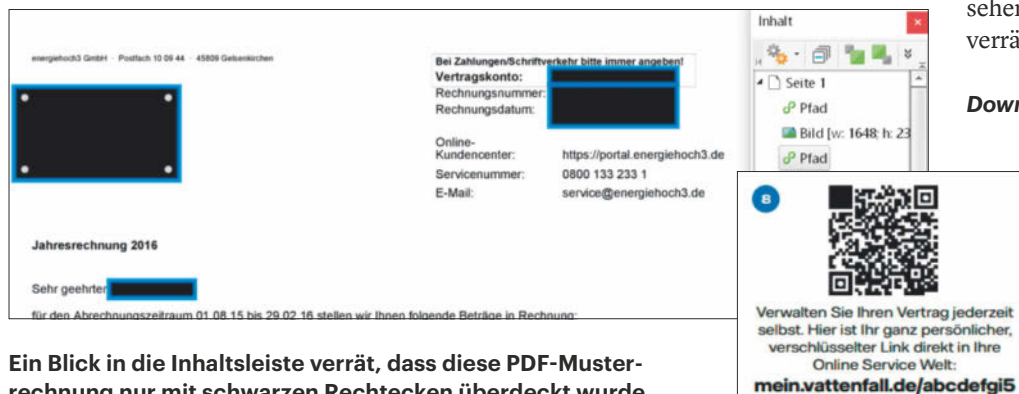 energiehoch3 GmbH · Postfach 10 09 44 · 45809 Gelsenkirchen
Bei Zahlungen/Schriftverkehr bitte immer angeben!
Vertragskonto:
Rechnungsnummer:
Rechnungsdatum:
Online-
Kundencenter: https://portal.energiehoch3.de
Servicenummer: 0800 133 233 1
E-Mail: service@energiehoch3.de
Jahresrechnung 2016
Sehr geehrter
für den Abrechnungszeitraum 01.08.15 bis 29.02.16 stellen wir Ihnen folgende Beträge in Rechnung:
Inhalt
Seite 1
Pfad
Bild [w: 1648; h: 23
Pfad
sehen
verrä
Down
8
Verwalten Sie Ihren Vertrag jederzeit
selbst. Hier ist Ihr ganz persönlicher,
verschlüsselter Link direkt in Ihre
Online Service Welt:
mein.vattenfall.de/abcdefgi5
Ein Blick in die Inhaltsleiste verrät, dass diese PDF-Muster-
rechnung nur mit schwarzen Rechtecken überdeckt wurde